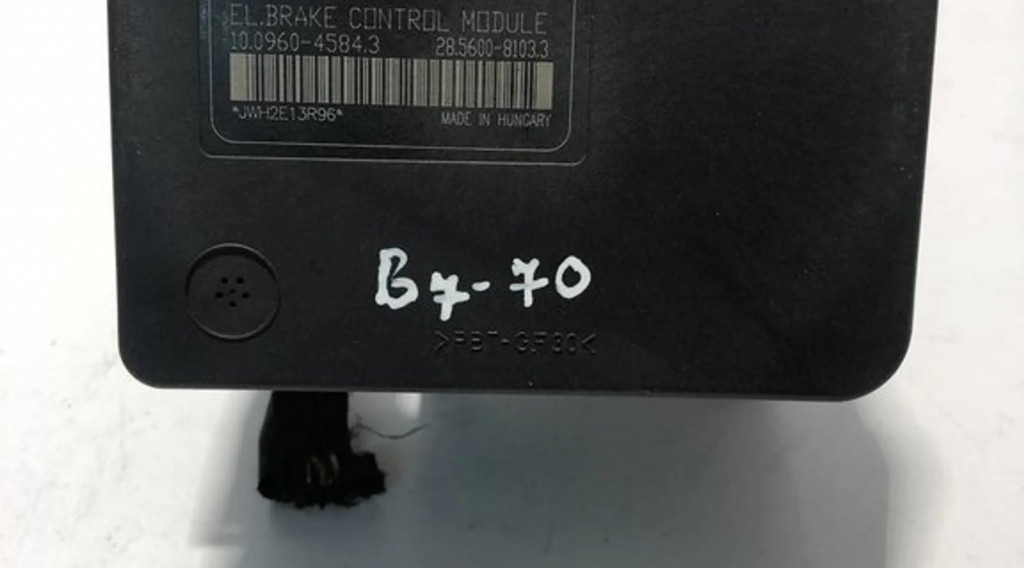 EL.BRAKE CONTROL MODULE
10.0960-4584.3 28.5600-8103.3
*JWH2E13R96*
MADE IN HUNGARY
B7-70
>PBT-GF30<